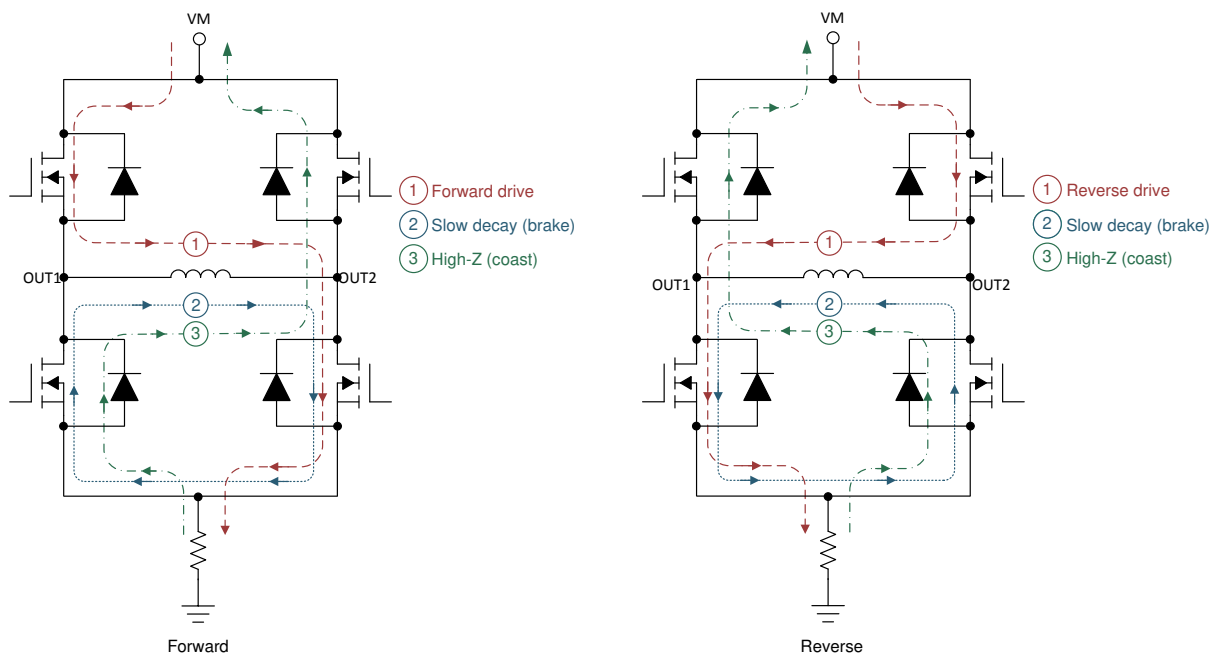 VM
1 Forward drive
2 Slow decay (brake)
3 High-Z (coast)
1
OUT1
OUT2
2
3
Forward
VM
1 Reverse drive
2 Slow decay (brake)
3 High-Z (coast)
1
OUT1
OUT2
2
3
Reverse